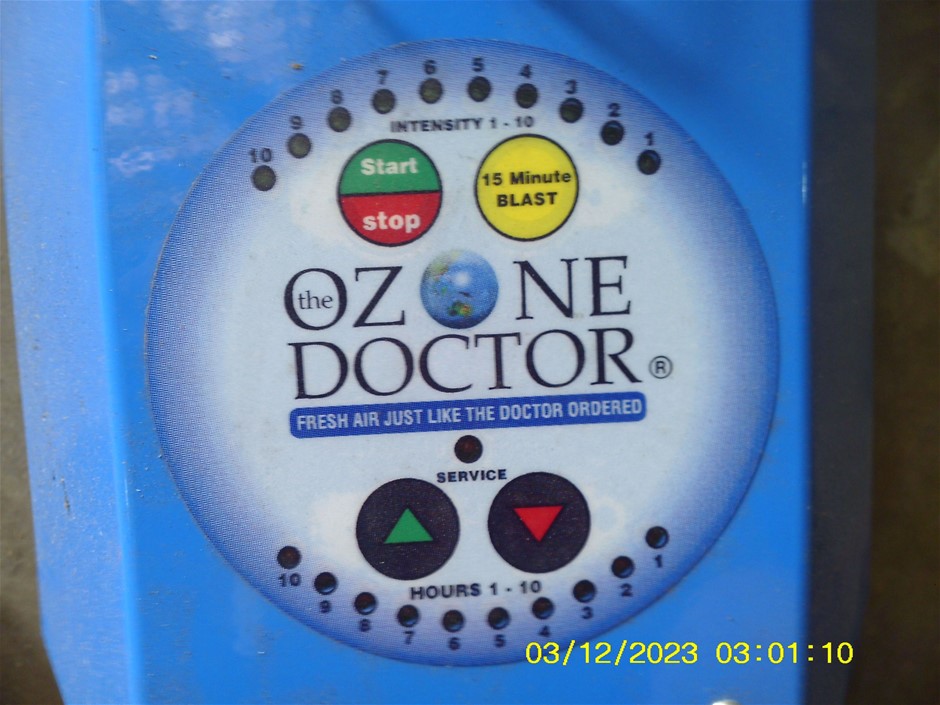 10 9 8 7 6 5 4 3 2 1
INTENSITY 1 - 10
Start
stop
15 Minute
BLAST
the OZONE
DOCTOR®
FRESH AIR JUST LIKE THE DOCTOR ORDERED
SERVICE
HOURS 1 - 10
10 9 8 7 6 5 4 3 2 1
03/12/2023 03:01:10